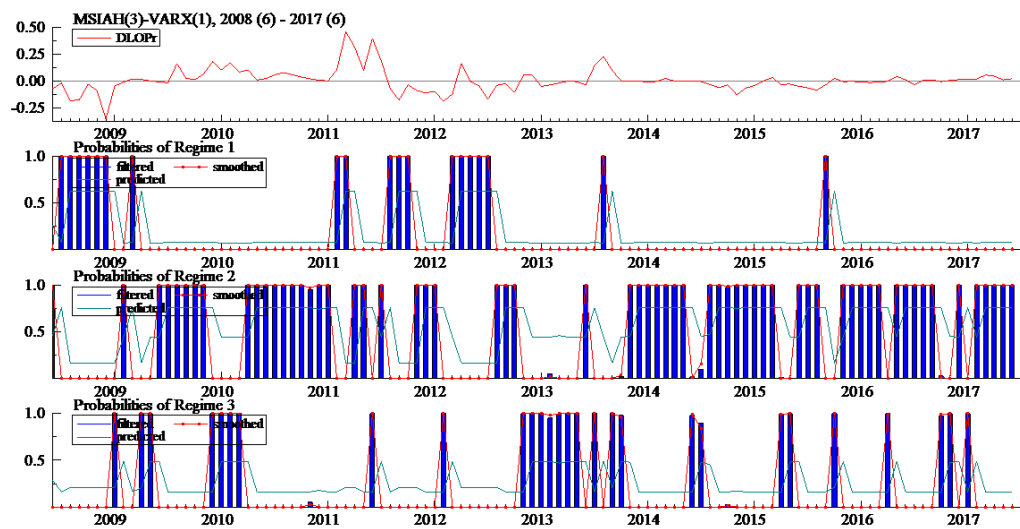 MSIAH(3)-VARX(1), 2008 (6) - 2017 (6)
0.50
DLOPr
0.25
0.00
-0.25
2009 2010 2011 2012 2013 2014 2015 2016 2017
Probabilities of Regime 1
1.0
filtered smoothed
predicted
0.5
2009 2010 2011 2012 2013 2014 2015 2016 2017
Probabilities of Regime 2
1.0
filtered smoothed
predicted
0.5
2009 2010 2011 2012 2013 2014 2015 2016 2017
Probabilities of Regime 3
1.0
filtered smoothed
predicted
0.5
2009 2010 2011 2012 2013 2014 2015 2016 2017